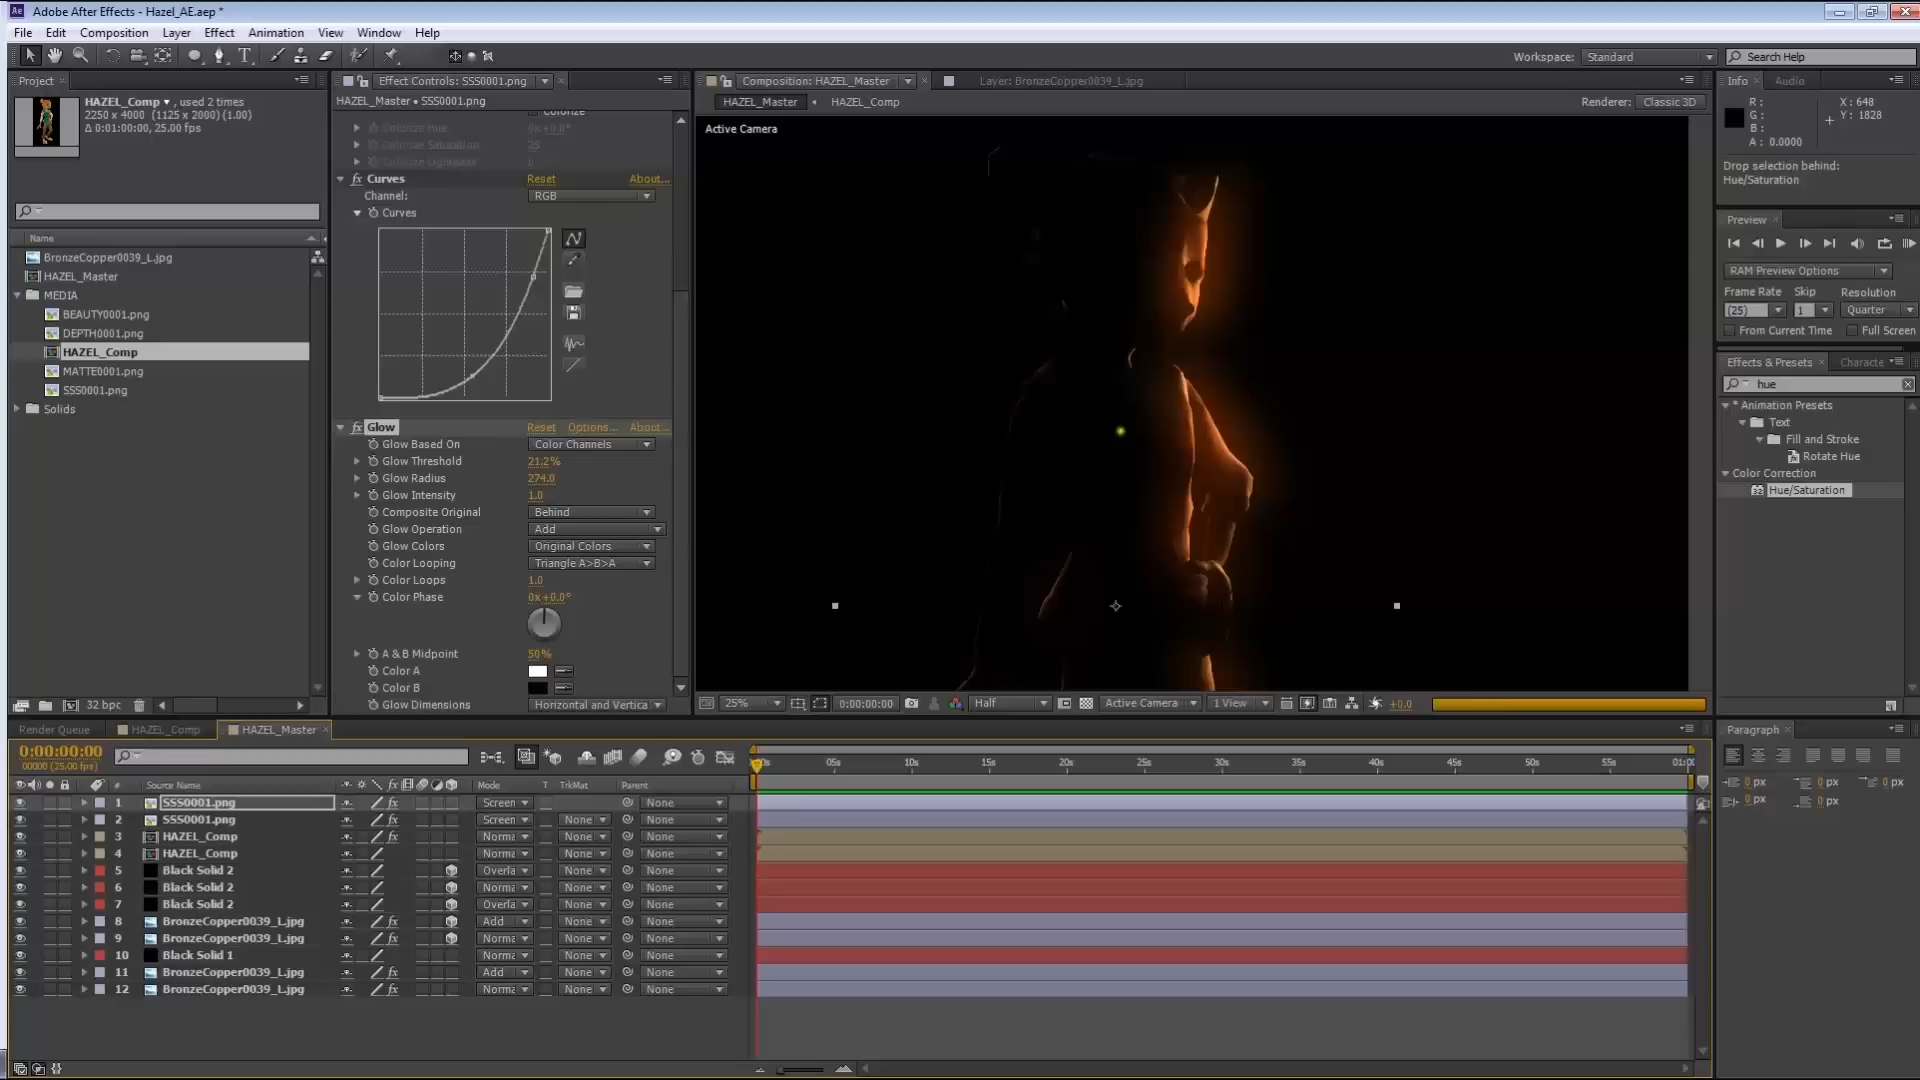 Adobe After Effects - Hazel_AE.aep *
File Edit Composition Layer Effect Animation View Window Help
Workspace: Standard Search Help
Project
HAZEL_Comp ▾ , used 2 times
2250 x 4000 (1125 x 2000) (1.00)
Δ 0:01:00:00, 25.00 fps
Name
BronzeCopper0039_L.jpg
HAZEL_Master
MEDIA
BEAUTY0001.png
DEPTH0001.png
HAZEL_Comp
MATTE0001.png
SSS0001.png
Solids
32 bpc
Effect Controls: SSS0001.png
HAZEL_Master • SSS0001.png
Colorize
Colorize Hue 0x+0.0°
Colorize Saturation 25
Colorize Lightness 0
fx Curves Reset About...
Channel: RGB
Curves
fx Glow Reset Options... About...
Glow Based On Color Channels
Glow Threshold 21.2%
Glow Radius 274.0
Glow Intensity 1.0
Composite Original Behind
Glow Operation Add
Glow Colors Original Colors
Color Looping Triangle A>B>A
Color Loops 1.0
Color Phase 0x+0.0°
A & B Midpoint 50%
Color A
Color B
Glow Dimensions Horizontal and Vertica
Composition: HAZEL_Master Layer: BronzeCopper0039_L.jpg
HAZEL_Master HAZEL_Comp Renderer: Classic 3D
Active Camera
25% 0:00:00:00 Half Active Camera 1 View +0.0
Info Audio
R: X: 648
G: Y: 1828
B:
A: 0.0000
Drop selection behind:
Hue/Saturation
Preview
RAM Preview Options
Frame Rate Skip Resolution
(25) 1 Quarter
From Current Time Full Screen
Effects & Presets Characte
hue
* Animation Presets
Text
Fill and Stroke
Rotate Hue
Color Correction
Hue/Saturation
Render Queue HAZEL_Comp HAZEL_Master
0:00:00:00
00000 (25.00 fps)
05s 10s 15s 20s 25s 30s 35s 40s 45s 50s 55s
# Source Name Mode T TrkMat Parent
1 SSS0001.png fx Screen None
2 SSS0001.png fx Screen None None
3 HAZEL_Comp fx Norma None None
4 HAZEL_Comp Norma None None
5 Black Solid 2 Overla None None
6 Black Solid 2 Norma None None
7 Black Solid 2 Overla None None
8 BronzeCopper0039_L.jpg fx Add None None
9 BronzeCopper0039_L.jpg fx Norma None None
10 Black Solid 1 Norma None None
11 BronzeCopper0039_L.jpg fx Add None None
12 BronzeCopper0039_L.jpg fx Norma None None
Paragraph
0 px 0 px 0 px
0 px 0 px